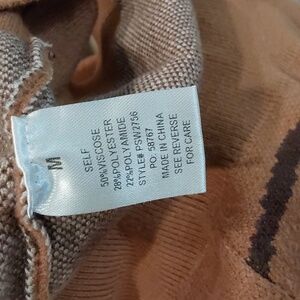 M
SELF
50%VISCOSE
28%POLYESTER
22%POLYAMIDE
STYLE# PSW2756
PO: 58767
MADE IN CHINA
SEE REVERSE
FOR CARE